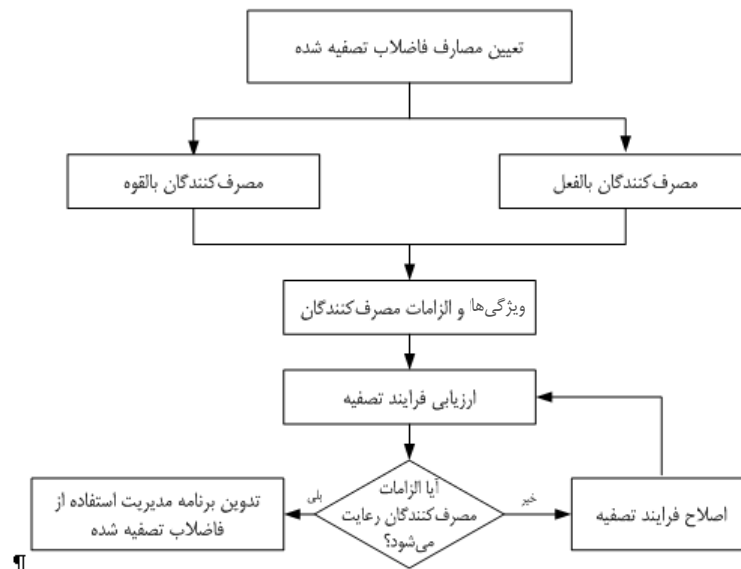 تعیین مصارف فاضلاب تصفیه شده
مصرف‌کنندگان بالفعل
مصرف‌کنندگان بالقوه
ویژگی‌ها و الزامات مصرف‌کنندگان
ارزیابی فرایند تصفیه
آیا الزامات
مصرف‌کنندگان رعایت
می‌شود؟
خیر
بلی
اصلاح فرایند تصفیه
تدوین برنامه مدیریت استفاده از
فاضلاب تصفیه شده
¶